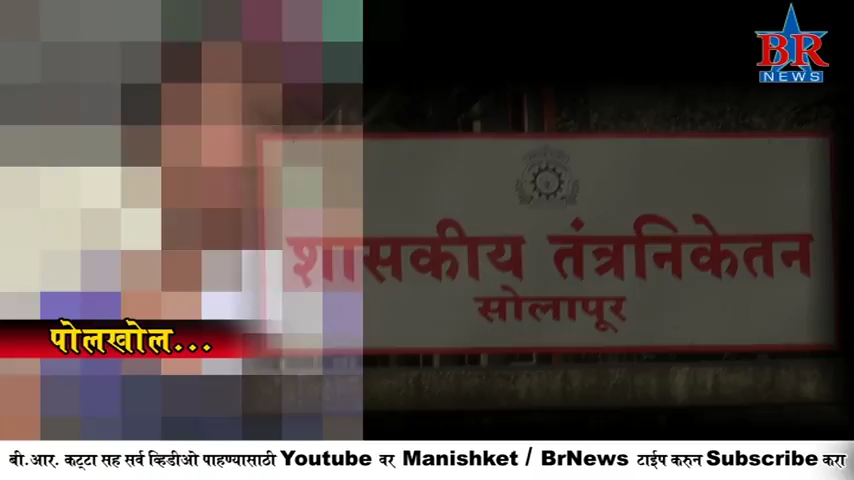 BR
NEWS
शासकीय तंत्रनिकेतन
सोलापूर
पोलखोल...
बी.आर. कट्टा सह सर्व व्हिडीओ पाहण्यासाठी Youtube वर Manishket / BrNews टाईप करुन Subscribe करा